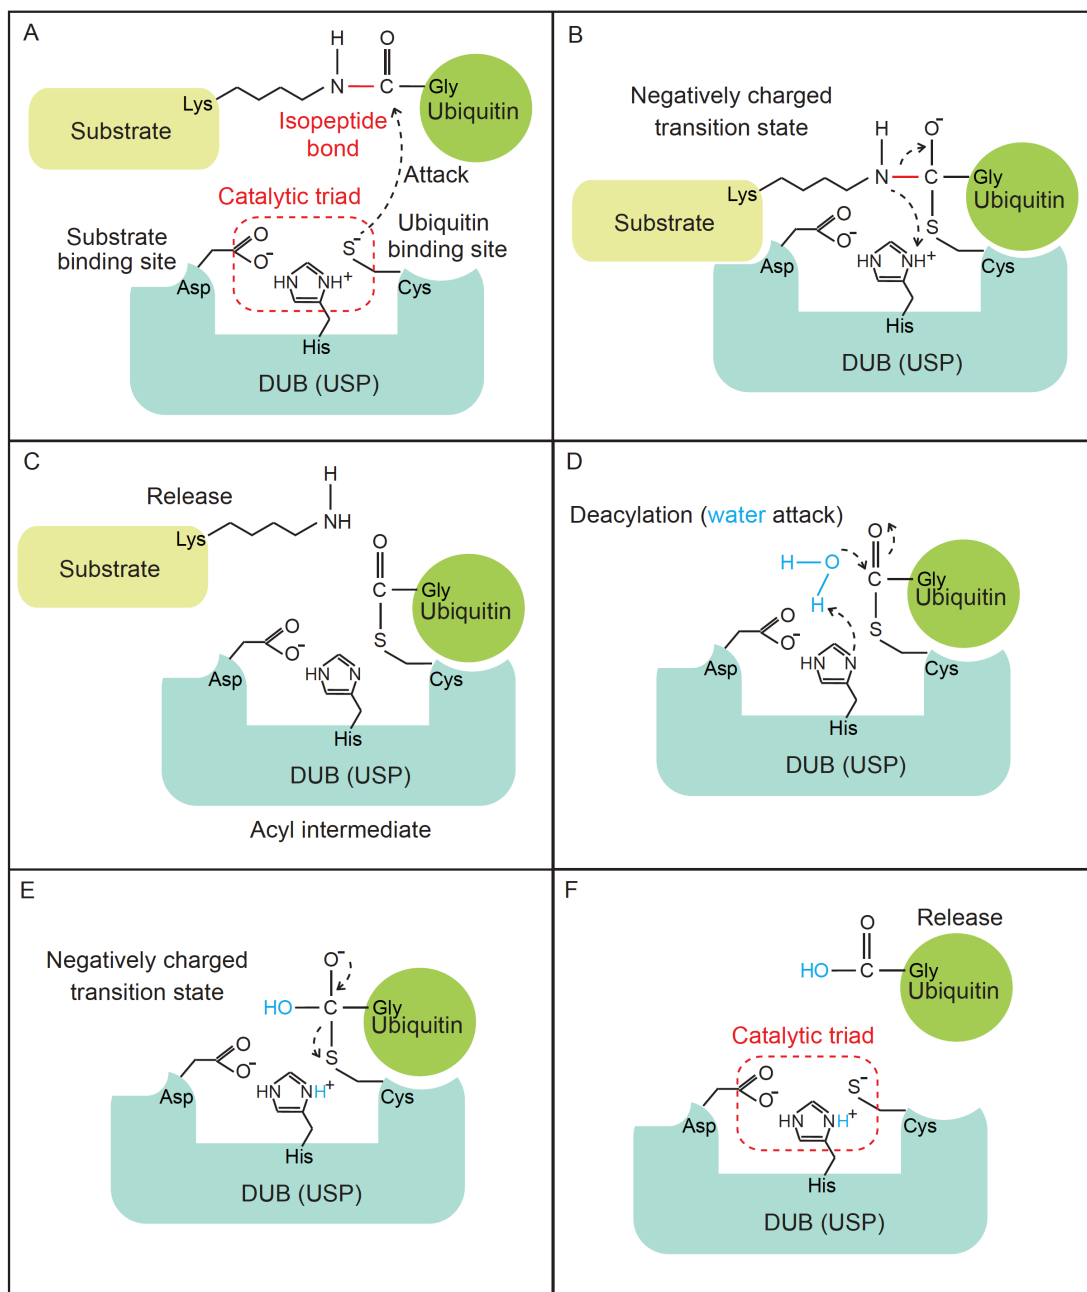 A
H
O
N
C
Gly
Lys
Ubiquitin
Substrate
Isopeptide
bond
Attack
Catalytic triad
Substrate
binding site
Ubiquitin
binding site
O
O-
S-
HN
NH+
Asp
Cys
His
DUB (USP)
B
Negatively charged
transition state
H
O-
N
C
Gly
Lys
Ubiquitin
Substrate
O
O-
S
HN
NH+
Asp
Cys
His
DUB (USP)
C
Release
H
NH
Lys
Substrate
O
C
Gly
Ubiquitin
S
O
O-
HN
N
Asp
Cys
His
DUB (USP)
Acyl intermediate
D
Deacylation (water attack)
O
H
O
H
C
Gly
Ubiquitin
S
O
O-
HN
N
Asp
Cys
His
DUB (USP)
E
Negatively charged
transition state
O-
HO
C
Gly
Ubiquitin
S
O
O-
HN
NH+
Asp
Cys
His
DUB (USP)
F
Release
O
HO
C
Gly
Ubiquitin
Catalytic triad
O
O-
S-
HN
NH+
Asp
Cys
His
DUB (USP)